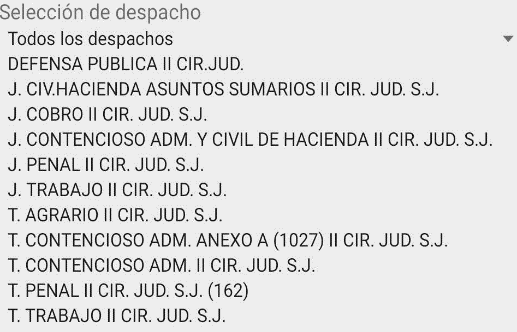 Selección de despacho
Todos los despachos
DEFENSA PUBLICA II CIR.JUD.
J. CIV.HACIENDA ASUNTOS SUMARIOS II CIR. JUD. S.J.
J. COBRO II CIR. JUD. S.J.
J. CONTENCIOSO ADM. Y CIVIL DE HACIENDA II CIR. JUD. S.J.
J. PENAL II CIR. JUD. S.J.
J. TRABAJO II CIR. JUD. S.J.
T. AGRARIO II CIR. JUD. S.J.
T. CONTENCIOSO ADM. ANEXO A (1027) II CIR. JUD. S.J.
T. CONTENCIOSO ADM. II CIR. JUD. S.J.
T. PENAL II CIR. JUD. S.J. (162)
T. TRABAJO II CIR. JUD. S.J.